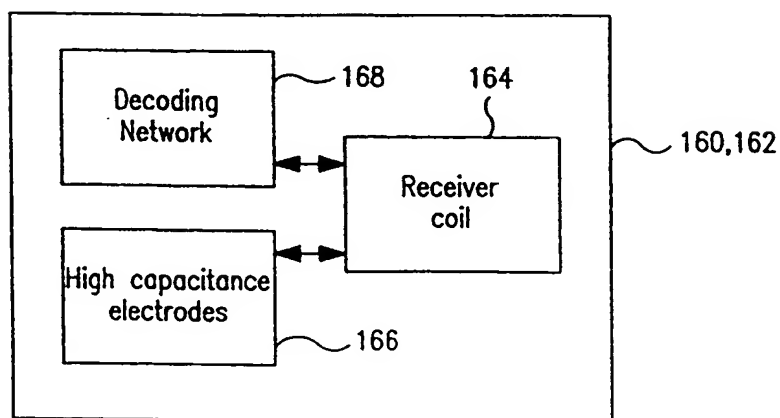 168
Decoding
Network
164
160,162
Receiver
coil
High capacitance
electrodes
166